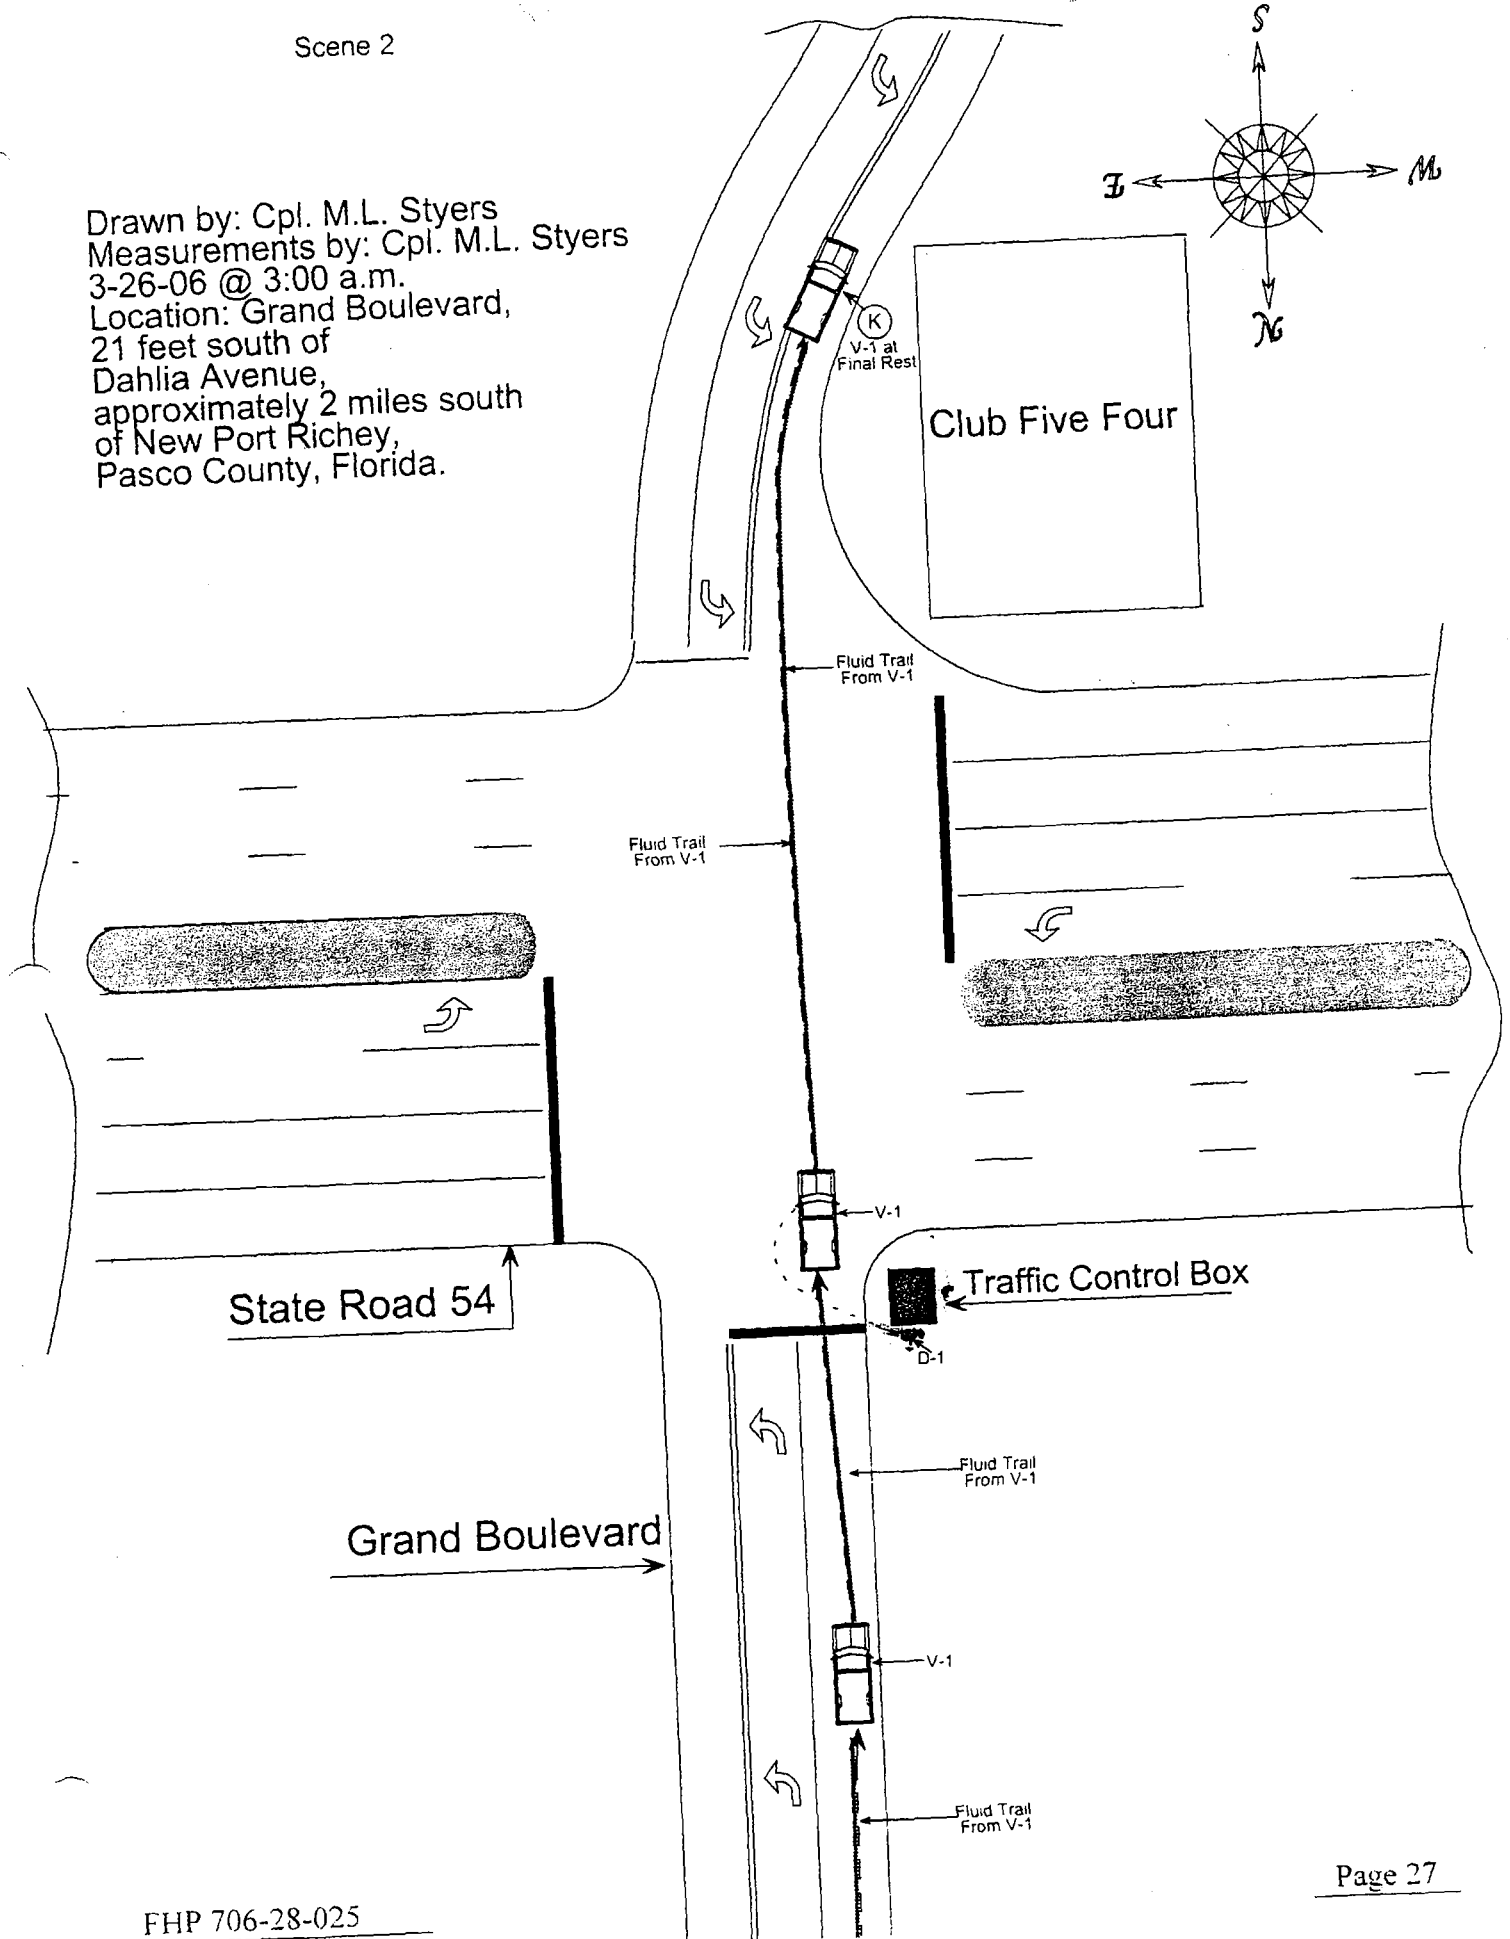 Scene 2
S
E
W
N
Drawn by: Cpl. M.L. Styers
Measurements by: Cpl. M.L. Styers
3-26-06 @ 3:00 a.m.
Location: Grand Boulevard,
21 feet south of
Dahlia Avenue,
approximately 2 miles south
of New Port Richey,
Pasco County, Florida.
K
V-1 at
Final Rest
Club Five Four
Fluid Trail
From V-1
Fluid Trail
From V-1
V-1
State Road 54
Traffic Control Box
D-1
Fluid Trail
From V-1
Grand Boulevard
V-1
Fluid Trail
From V-1
Page 27
FHP 706-28-025